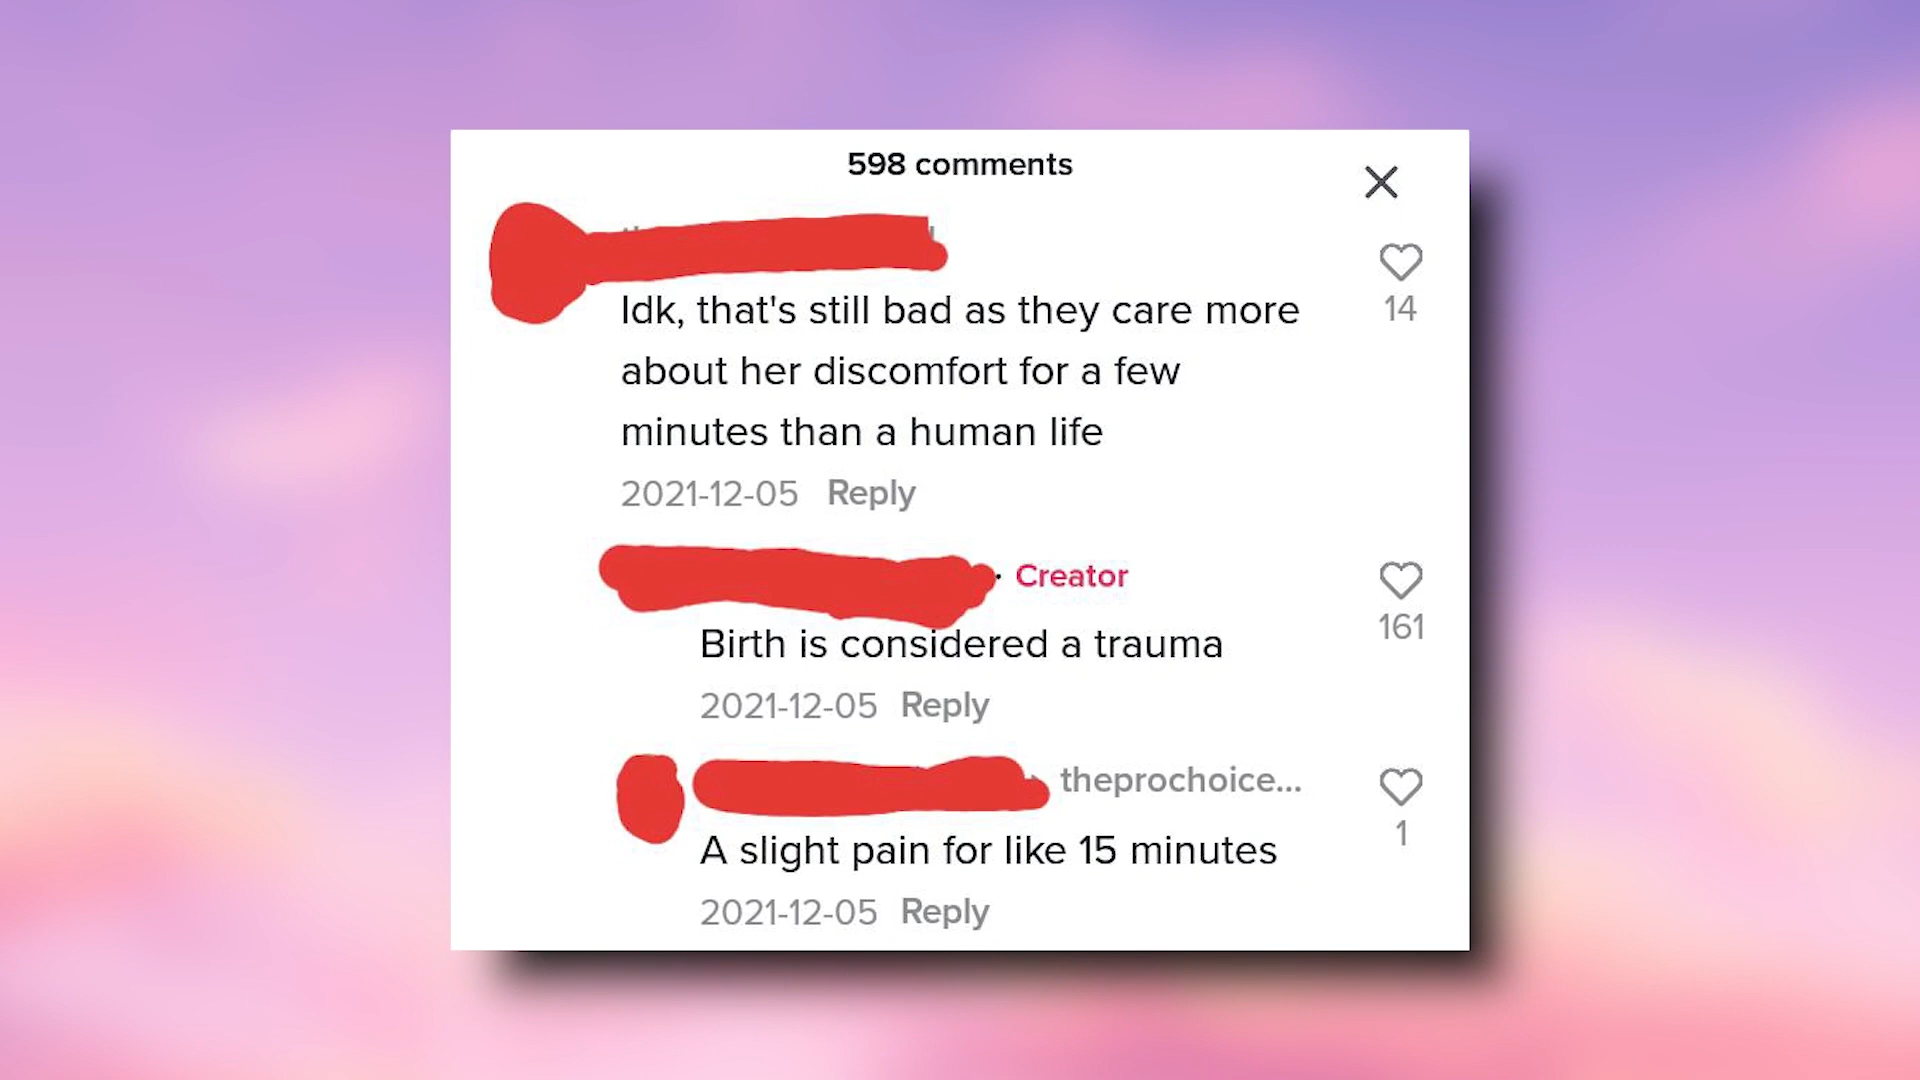 598 comments
Idk, that's still bad as they care more
about her discomfort for a few
minutes than a human life
14
2021-12-05 Reply
· Creator
Birth is considered a trauma
161
2021-12-05 Reply
theprochoice...
A slight pain for like 15 minutes
1
2021-12-05 Reply